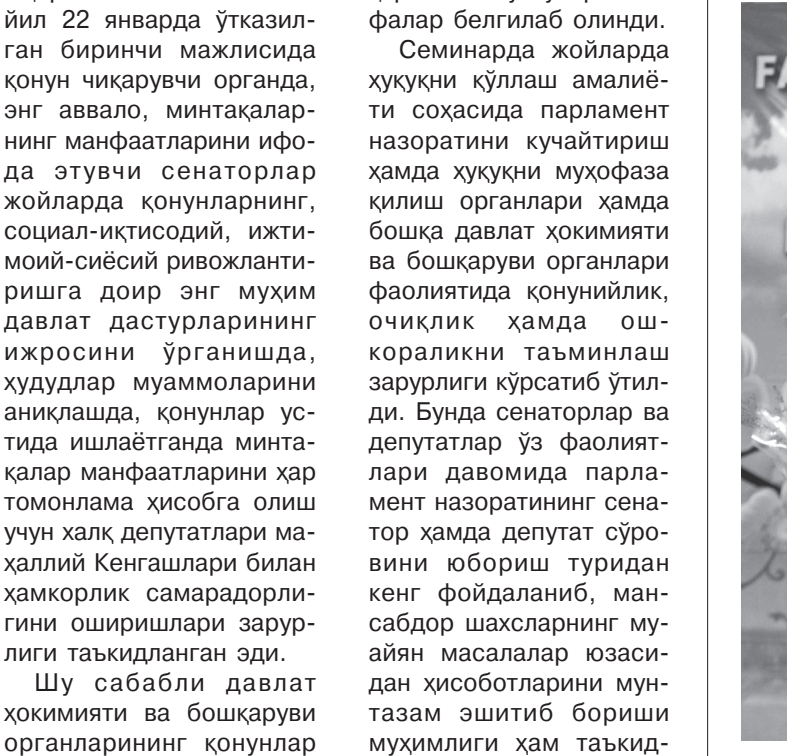 йил 22 январда ўтказил-
ган биринчи мажлисида
қонун чиқарувчи органда,
энг аввало, минтақалар-
нинг манфаатларини ифо-
да этувчи сенаторлар
жойларда қонунларнинг,
социал-иқтисодий, ижти-
моий-сиёсий ривожланти-
ришга доир энг муҳим
давлат дастурларининг
ижросини ўрганишда,
ҳудудлар муаммоларини
аниқлашда, қонунлар ус-
тида ишлаётганда минта-
қалар манфаатларини ҳар
томонлама ҳисобга олиш
учун халқ депутатлари ма-
ҳаллий Кенгашлари билан
ҳамкорлик самарадорли-
гини оширишлари зарур-
лиги таъкидланган эди.
Шу сабабли давлат
ҳокимияти ва бошқаруви
органларининг қонунлар
фалар белгилаб олинди.
Семинарда жойларда
ҳуқуқни қўллаш амалиё-
ти соҳасида парламент
назоратини кучайтириш
ҳамда ҳуқуқни муҳофаза
қилиш органлари ҳамда
бошқа давлат ҳокимияти
ва бошқаруви органлари
фаолиятида қонунийлик,
очиқлик ҳамда ош-
кораликни таъминлаш
зарурлиги кўрсатиб ўтил-
ди. Бунда сенаторлар ва
депутатлар ўз фаолият-
лари давомида парла-
мент назоратининг сена-
тор ҳамда депутат сўро-
вини юбориш туридан
кенг фойдаланиб, ман-
сабдор шахсларнинг му-
айян масалалар юзаси-
дан ҳисоботларини мун-
тазам эшитиб бориши
муҳимлиги ҳам таъкид-